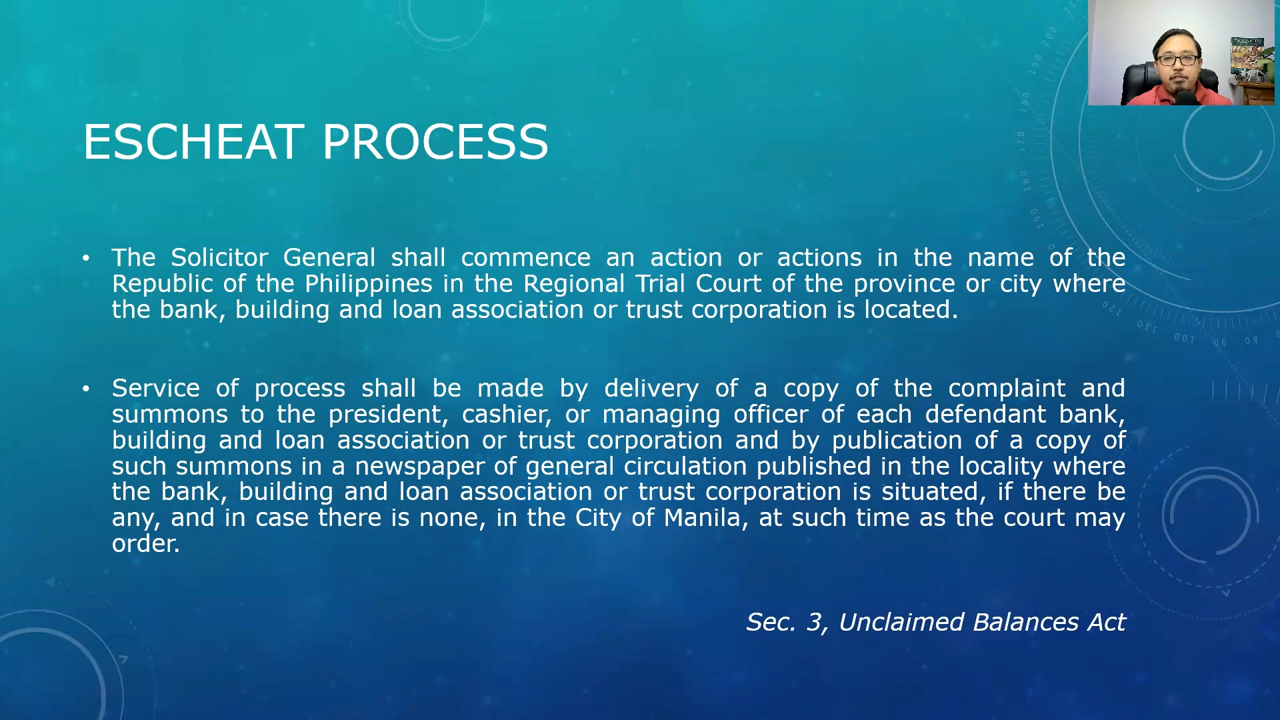 ESCHEAT PROCESS
• The Solicitor General shall commence an action or actions in the name of the
Republic of the Philippines in the Regional Trial Court of the province or city where
the bank, building and loan association or trust corporation is located.
• Service of process shall be made by delivery of a copy of the complaint and
summons to the president, cashier, or managing officer of each defendant bank,
building and loan association or trust corporation and by publication of a copy of
such summons in a newspaper of general circulation published in the locality where
the bank, building and loan association or trust corporation is situated, if there be
any, and in case there is none, in the City of Manila, at such time as the court may
order.
Sec. 3, Unclaimed Balances Act